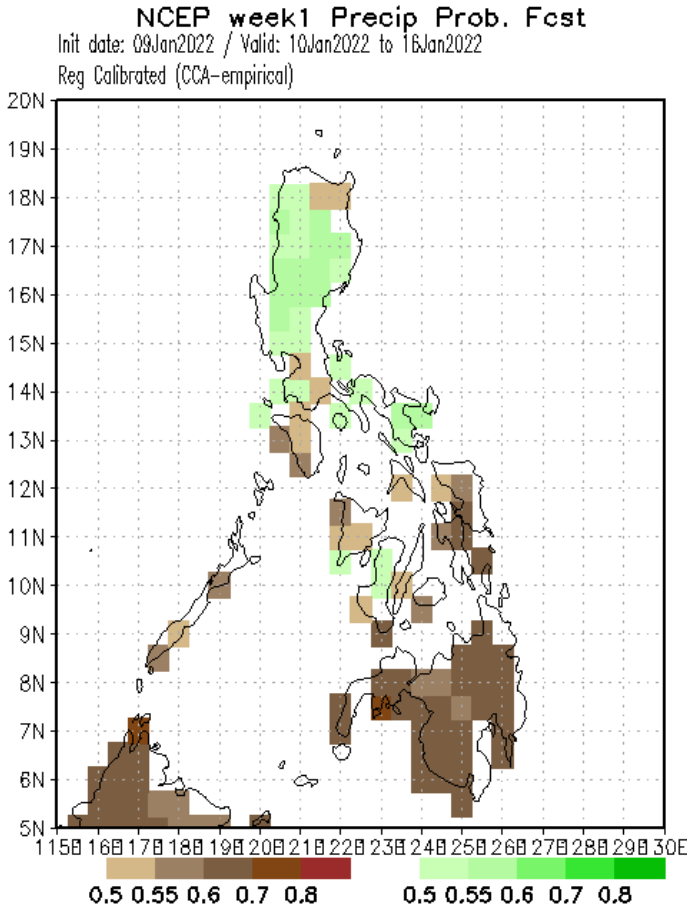 NCEP week1 Precip Prob. Fcst
Init date: 09Jan2022 / Valid: 10Jan2022 to 16Jan2022
Reg Calibrated (CCA-empirical)
20N
19N
18N
17N
16N
15N
14N
13N
12N
11N
10N
9N
8N
7N
6N
5N
115E 116E 117E 118E 119E 120E 121E 122E 123E 124E 125E 126E 127E 128E 129E 130E
0.5 0.55 0.6 0.7 0.8 0.5 0.55 0.6 0.7 0.8